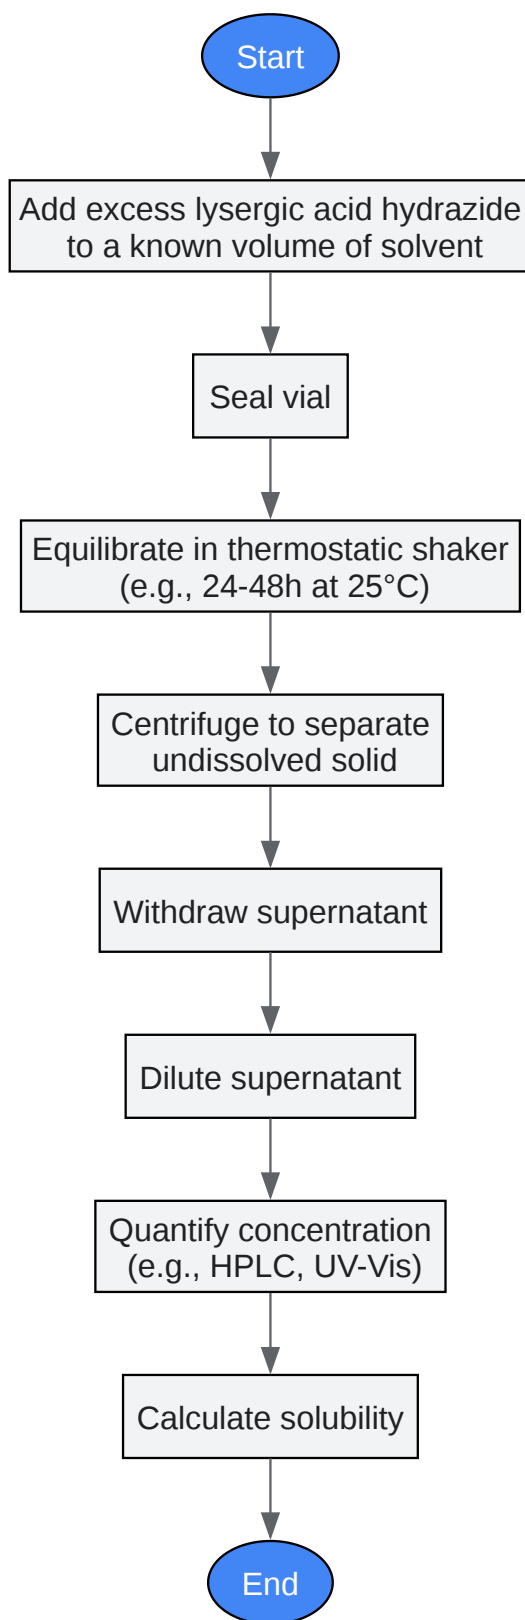 Start
Add excess lysergic acid hydrazide
to a known volume of solvent
Seal vial
Equilibrate in thermostatic shaker
(e.g., 24-48h at 25°C)
Centrifuge to separate
undissolved solid
Withdraw supernatant
Dilute supernatant
Quantify concentration
(e.g., HPLC, UV-Vis)
Calculate solubility
End